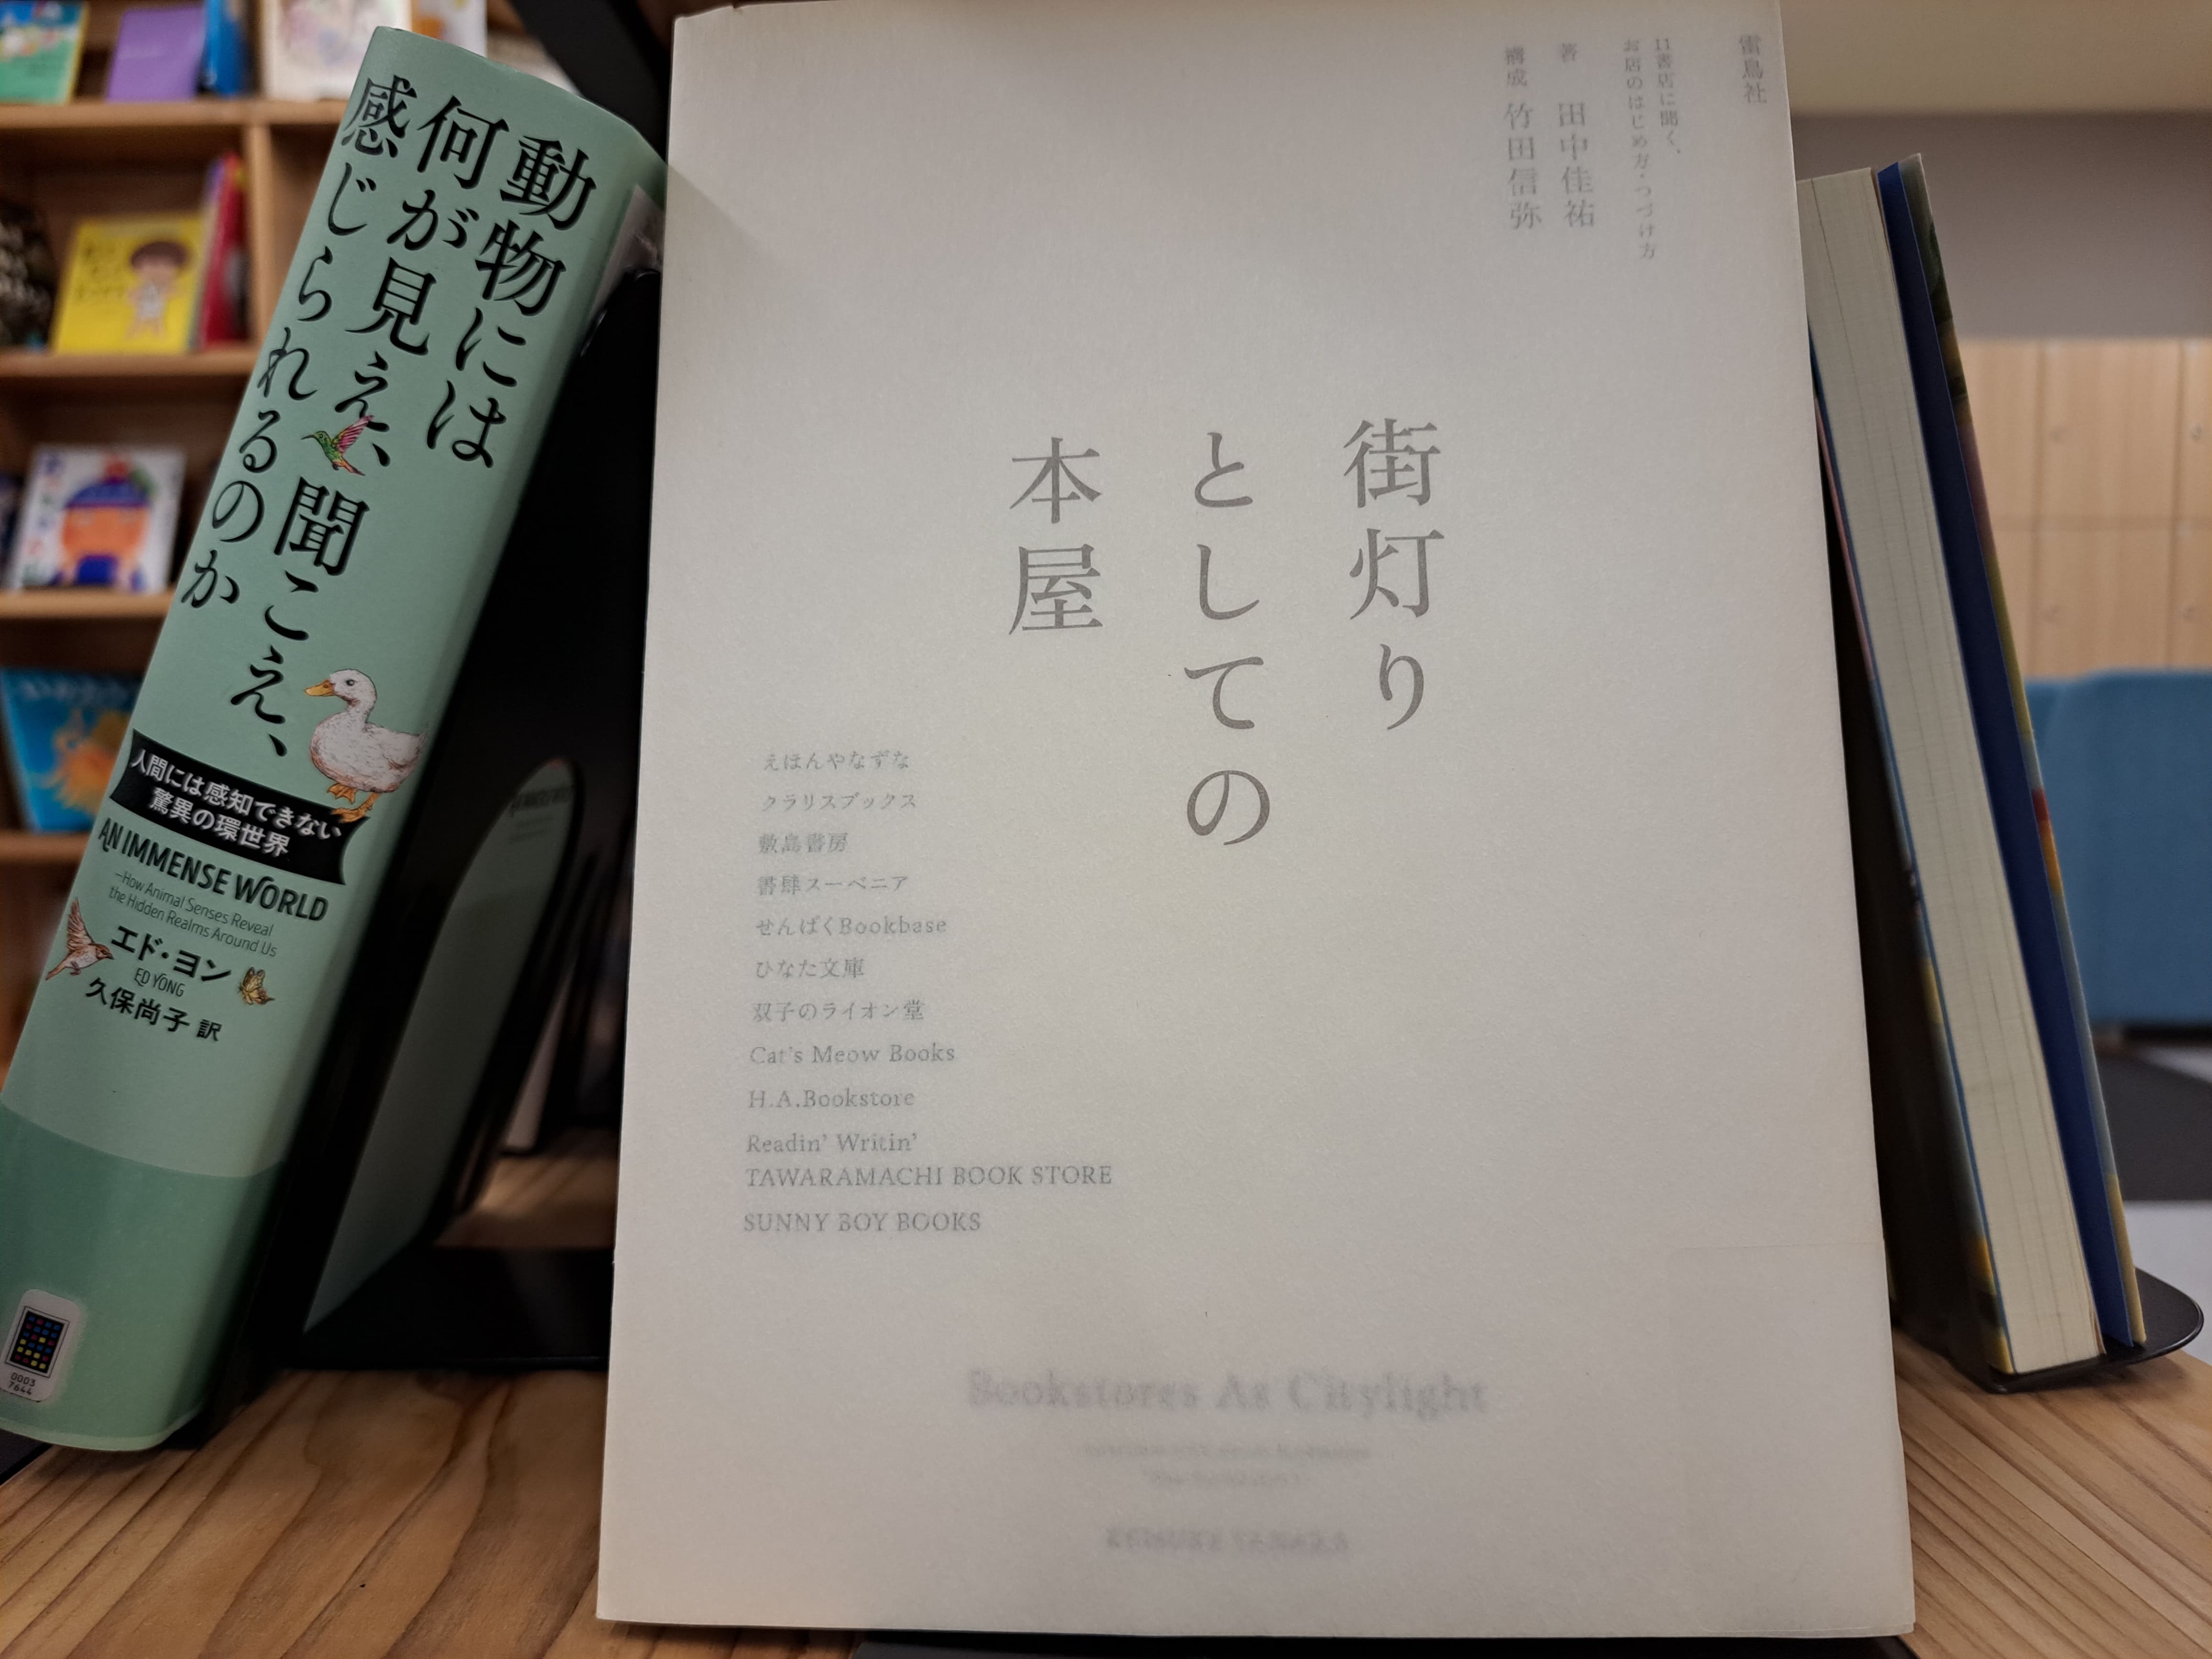 動物には
何が見え、聞こえ、
感じられるのか
人間には感知できない
驚異の環世界
AN IMMENSE WORLD
—How Animal Senses Reveal
the Hidden Realms Around Us
エド・ヨン
ED YONG
久保尚子 訳
0003
7644
雷鳥社
11書店に聞く、
お店のはじめ方・つづけ方
著 田中佳祐
構成 竹田信弥
街灯り
としての
本屋
えほんやなずな
クラリスブックス
敷島書房
書肆スーベニア
せんぱくBookbase
ひなた文庫
双子のライオン堂
Cat's Meow Books
H.A.Bookstore
Readin' Writin'
TAWARAMACHI BOOK STORE
SUNNY BOY BOOKS
Bookstores As Citylight